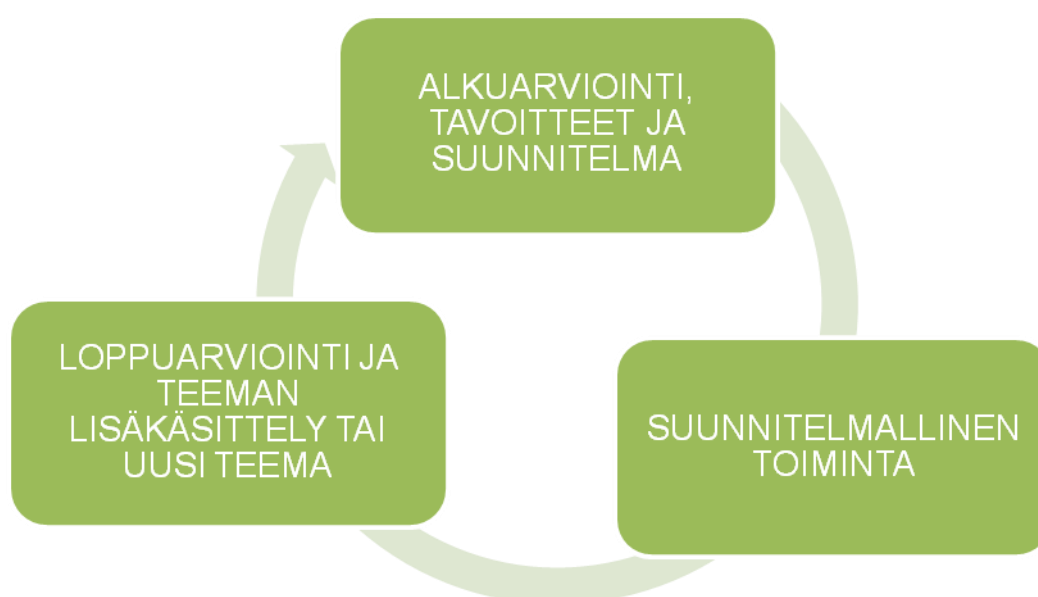 ALKUARVIOINTI,
TAVOITTEET JA
SUUNNITELMA
LOPPUARVIOINTI JA
TEEMAN
LISÄKÄSITTELY TAI
UUSI TEEMA
SUUNNITELMALLINEN
TOIMINTA